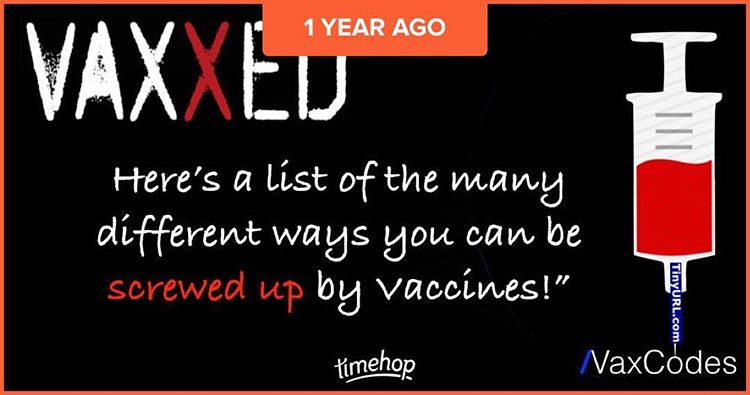 1 YEAR AGO
VAXXED
Here's a list of the many
different ways you can be
screwed up by Vaccines!"
TinyURL.com
/VaxCodes
timehop